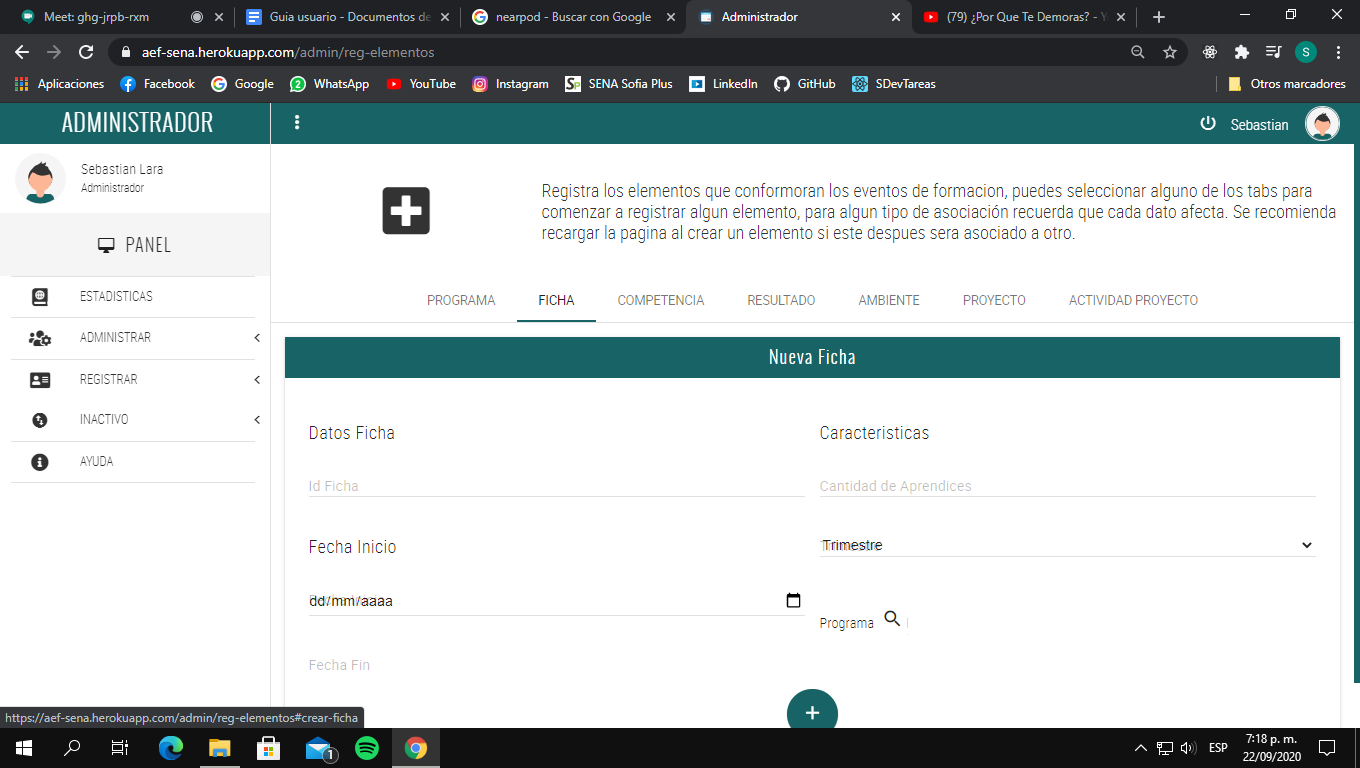 Meet: ghg-jrpb-rxm
Guia usuario - Documentos de
nearpod - Buscar con Google
Administrador
(79) ¿Por Que Te Demoras? - Y
aef-sena.herokuapp.com/admin/reg-elementos
S
Aplicaciones
Facebook
Google
WhatsApp
YouTube
Instagram
SENA Sofia Plus
LinkedIn
GitHub
SDevTareas
Otros marcadores
ADMINISTRADOR
Sebastian
Sebastian Lara
Administrador
PANEL
ESTADISTICAS
ADMINISTRAR
REGISTRAR
INACTIVO
AYUDA
Registra los elementos que conformoran los eventos de formacion, puedes seleccionar alguno de los tabs para
comenzar a registrar algun elemento, para algun tipo de asociación recuerda que cada dato afecta. Se recomienda
recargar la pagina al crear un elemento si este despues sera asociado a otro.
PROGRAMA
FICHA
COMPETENCIA
RESULTADO
AMBIENTE
PROYECTO
ACTIVIDAD PROYECTO
Nueva Ficha
Datos Ficha
Caracteristicas
Id Ficha
Cantidad de Aprendices
Fecha Inicio
Trimestre
dd/mm/aaaa
Programa
Fecha Fin
+
https://aef-sena.herokuapp.com/admin/reg-elementos#crear-ficha
1
ESP
7:18 p. m.
22/09/2020